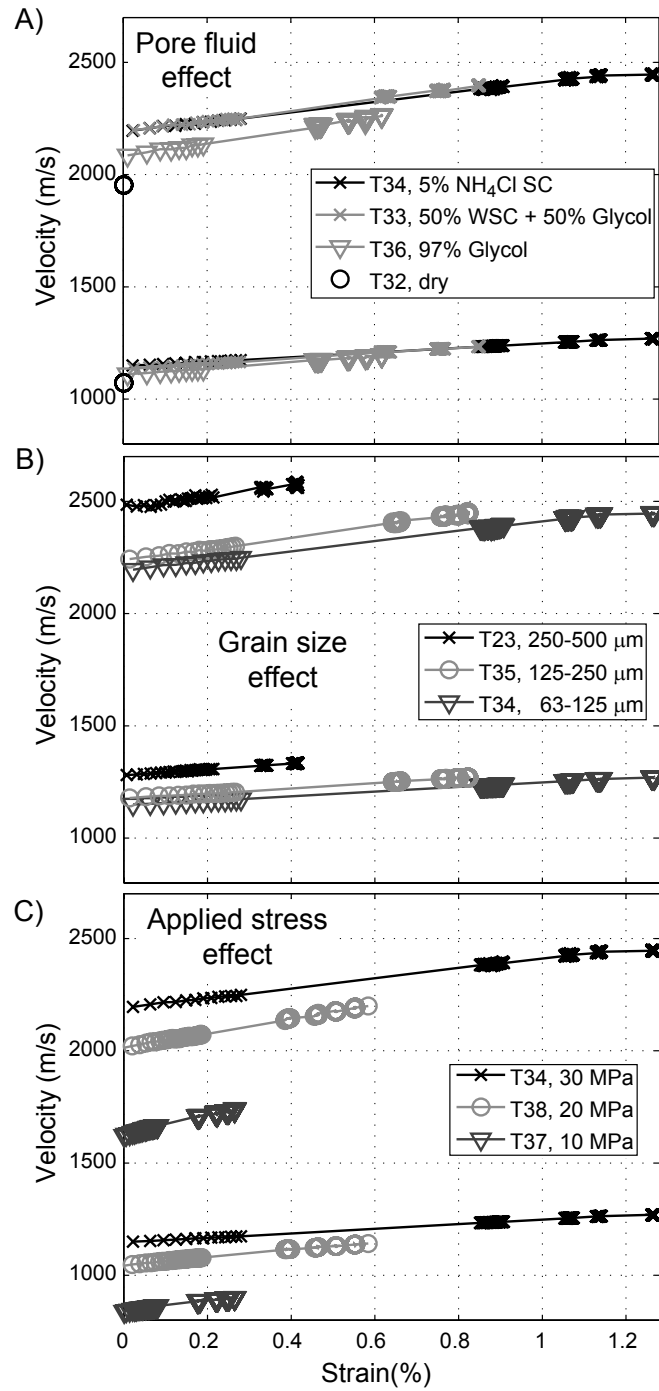 A)
Pore fluid
effect
2500
2000
1500
1000
Velocity (m/s)
T34, 5% NH₄Cl SC
T33, 50% WSC + 50% Glycol
T36, 97% Glycol
T32, dry
B)
2500
2000
1500
1000
Velocity (m/s)
Grain size
effect
T23, 250-500 μm
T35, 125-250 μm
T34, 63-125 μm
C)
Applied stress
effect
2500
2000
1500
1000
Velocity (m/s)
T34, 30 MPa
T38, 20 MPa
T37, 10 MPa
0 0.2 0.4 0.6 0.8 1 1.2
Strain(%)